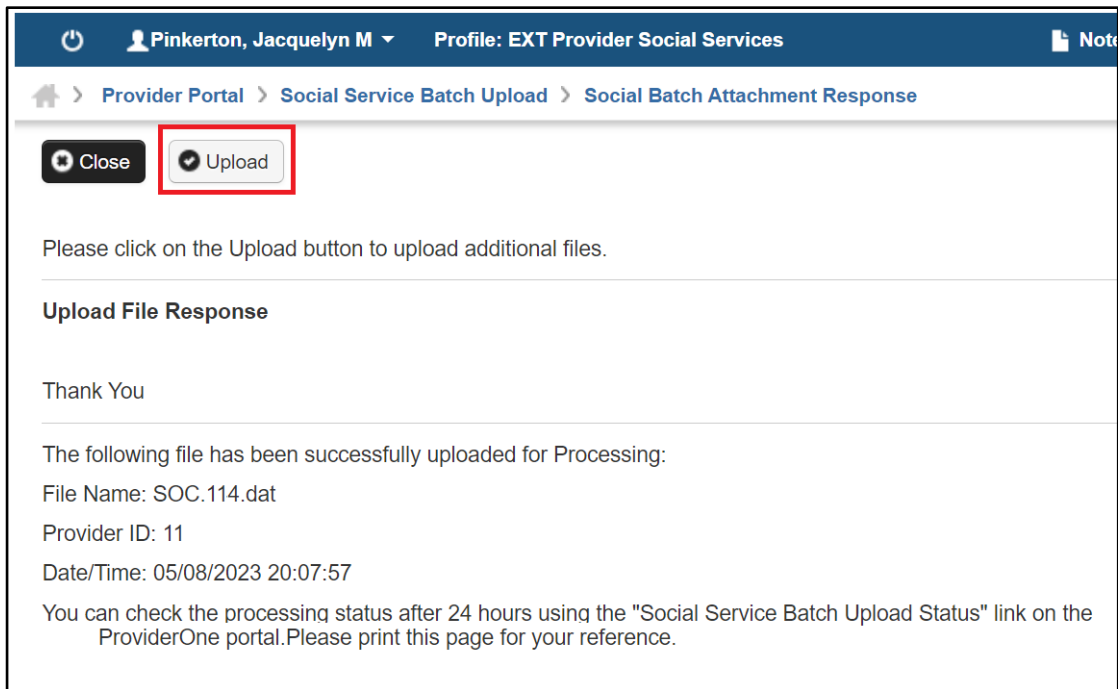 Pinkerton, Jacquelyn M Profile: EXT Provider Social Services Note
Provider Portal > Social Service Batch Upload > Social Batch Attachment Response
Close Upload
Please click on the Upload button to upload additional files.
Upload File Response
Thank You
The following file has been successfully uploaded for Processing:
File Name: SOC.114.dat
Provider ID: 11
Date/Time: 05/08/2023 20:07:57
You can check the processing status after 24 hours using the "Social Service Batch Upload Status" link on the
ProviderOne portal.Please print this page for your reference.